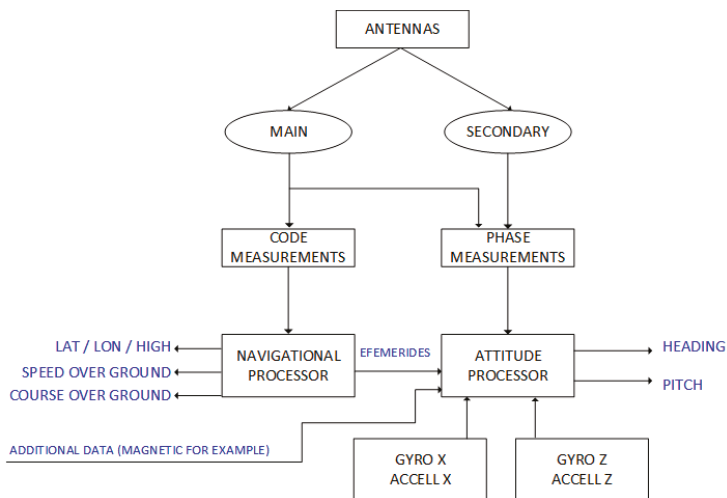 ANTENNAS
MAIN
SECONDARY
CODE
MEASUREMENTS
PHASE
MEASUREMENTS
LAT / LON / HIGH
SPEED OVER GROUND
COURSE OVER GROUND
NAVIGATIONAL
PROCESSOR
EFEMERIDES
ATTITUDE
PROCESSOR
HEADING
PITCH
ADDITIONAL DATA (MAGNETIC FOR EXAMPLE)
GYRO X
ACCELL X
GYRO Z
ACCELL Z